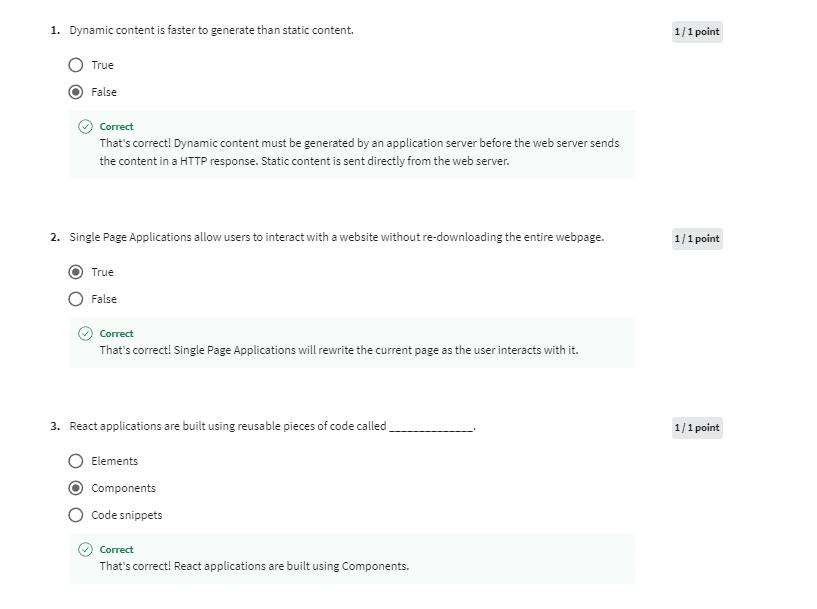 1. Dynamic content is faster to generate than static content.
1 / 1 point
True
False
Correct
That's correct! Dynamic content must be generated by an application server before the web server sends
the content in a HTTP response. Static content is sent directly from the web server.
2. Single Page Applications allow users to interact with a website without re-downloading the entire webpage.
1 / 1 point
True
False
Correct
That's correct! Single Page Applications will rewrite the current page as the user interacts with it.
3. React applications are built using reusable pieces of code called ______________.
1 / 1 point
Elements
Components
Code snippets
Correct
That's correct! React applications are built using Components.